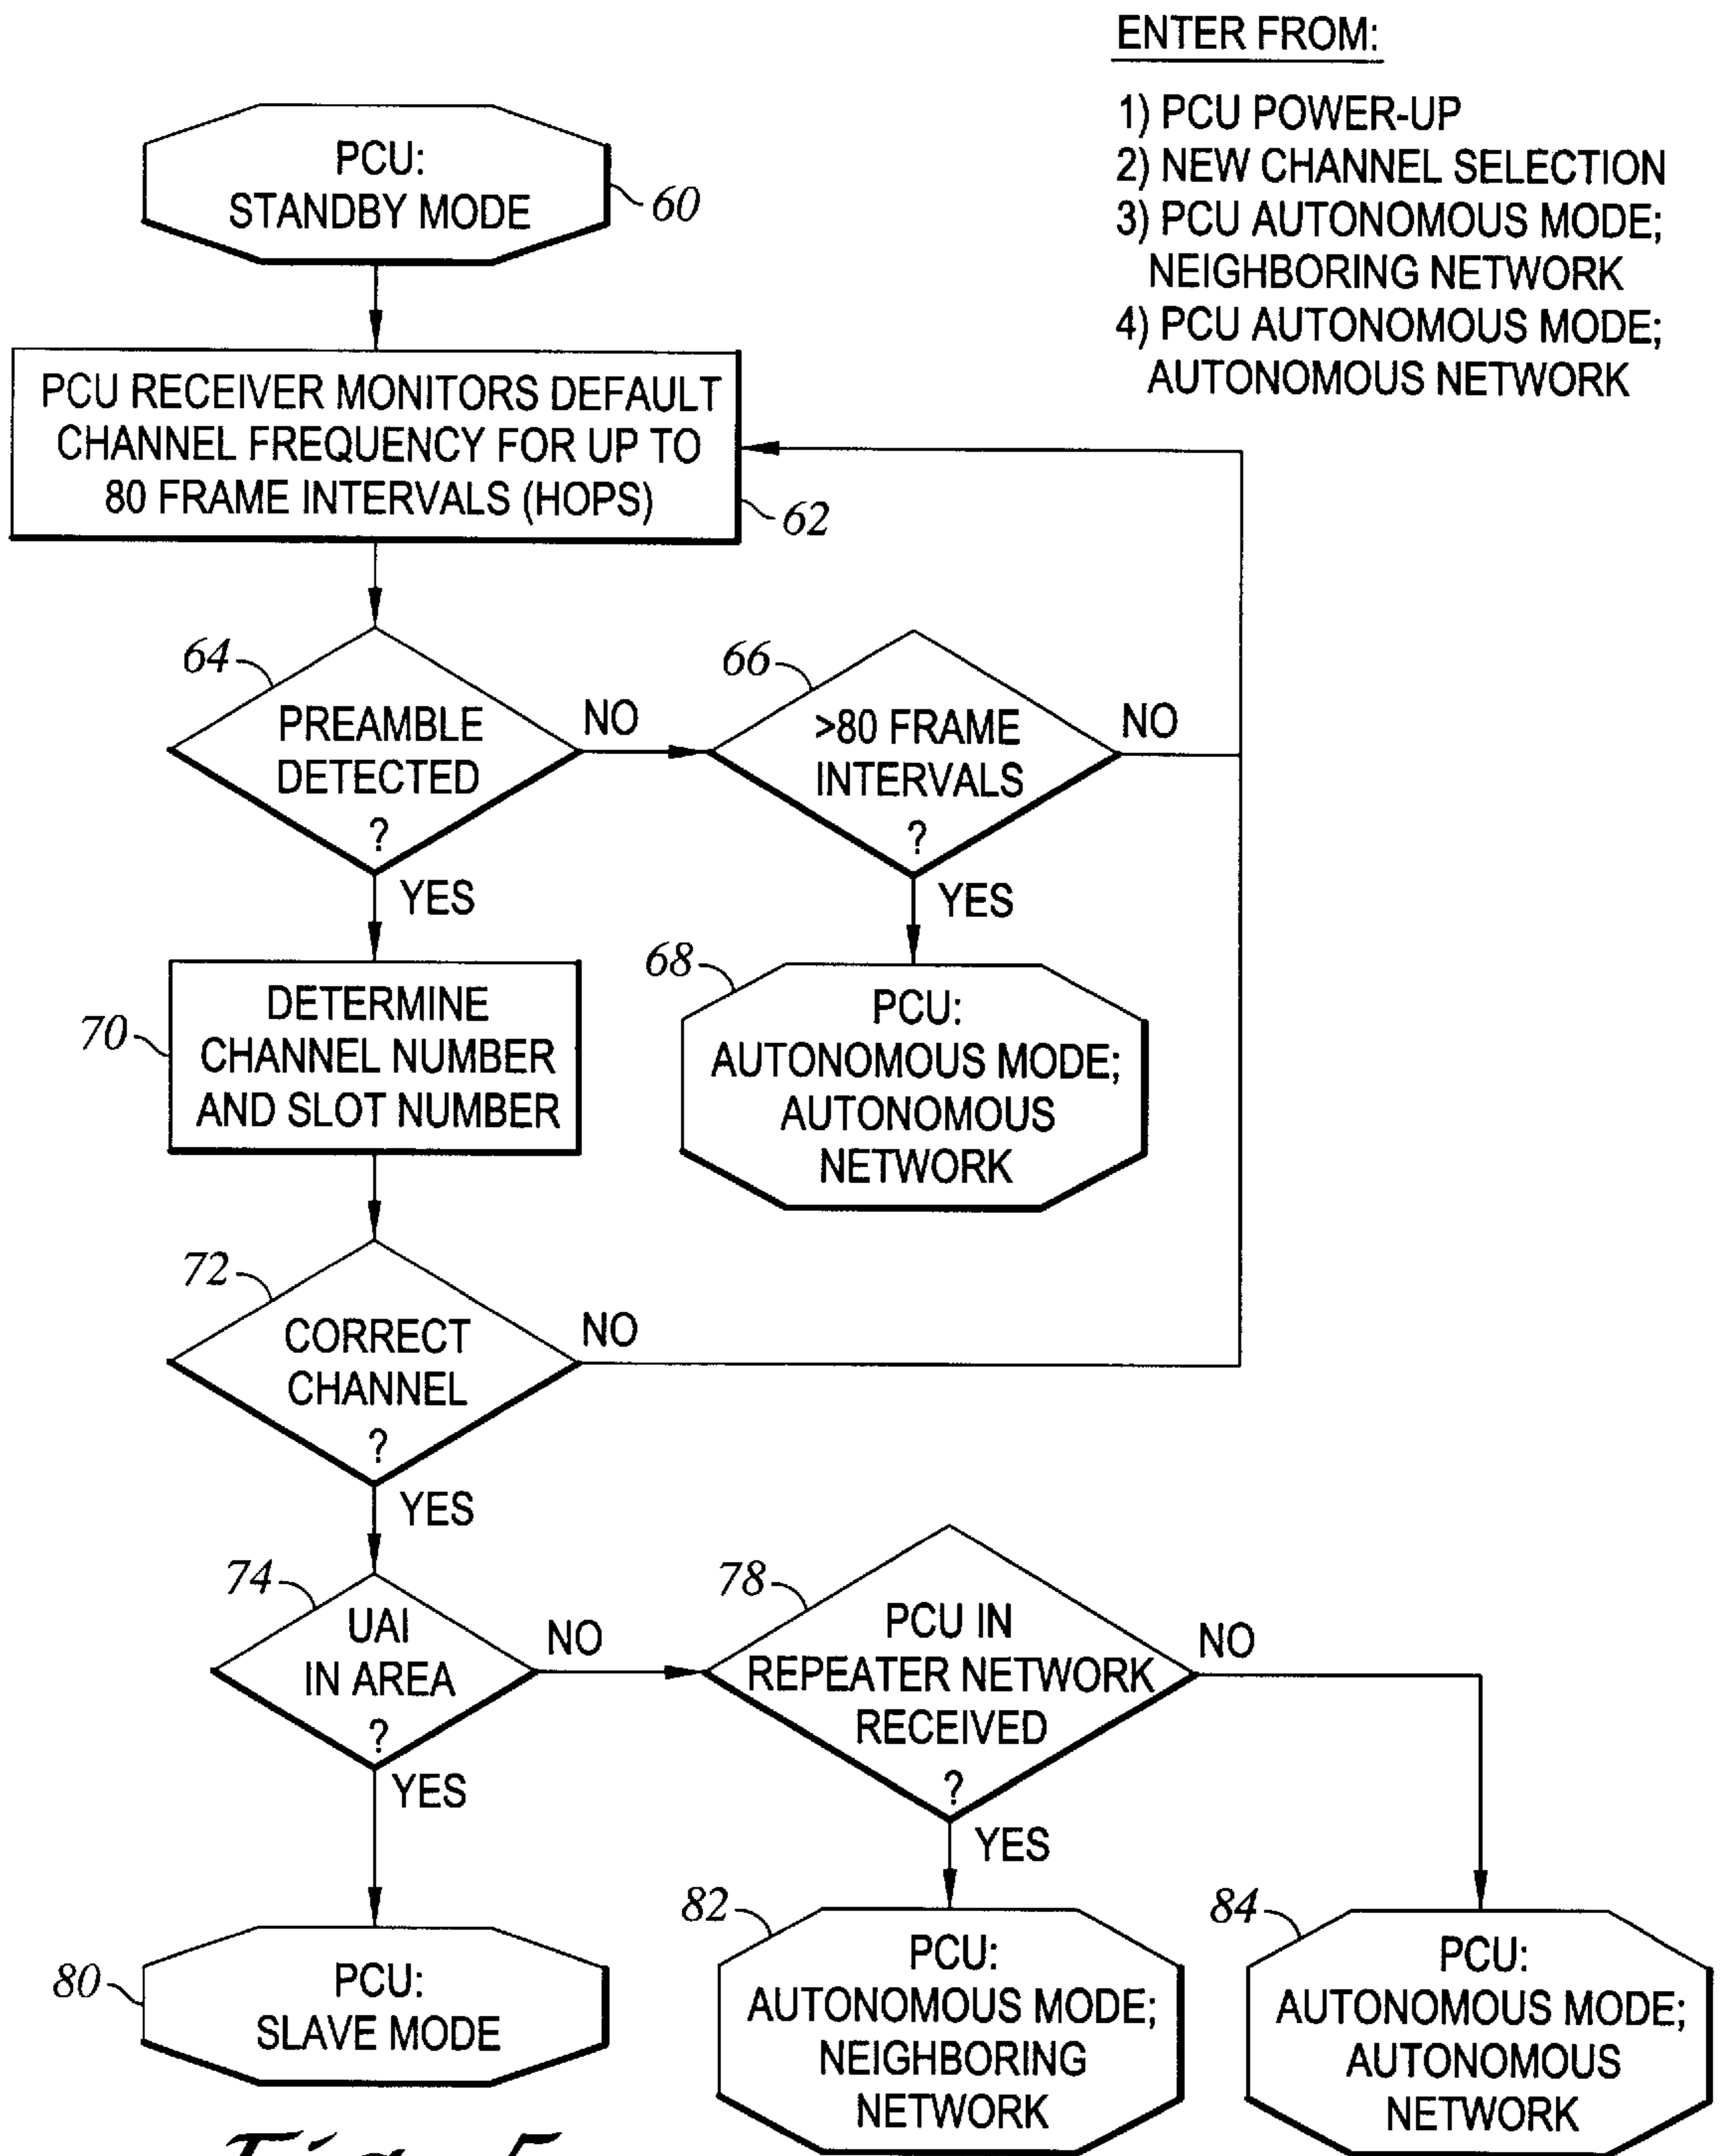 ENTER FROM:
1) PCU POWER-UP
2) NEW CHANNEL SELECTION
3) PCU AUTONOMOUS MODE;
NEIGHBORING NETWORK
4) PCU AUTONOMOUS MODE;
AUTONOMOUS NETWORK
PCU:
STANDBY MODE
60
PCU RECEIVER MONITORS DEFAULT
CHANNEL FREQUENCY FOR UP TO
80 FRAME INTERVALS (HOPS)
62
64
PREAMBLE
DETECTED
?
NO
YES
66
>80 FRAME
INTERVALS
?
NO
YES
68
PCU:
AUTONOMOUS MODE;
AUTONOMOUS
NETWORK
70
DETERMINE
CHANNEL NUMBER
AND SLOT NUMBER
72
CORRECT
CHANNEL
?
NO
YES
74
UAI
IN AREA
?
NO
YES
78
PCU IN
REPEATER NETWORK
RECEIVED
?
NO
YES
80
PCU:
SLAVE MODE
82
PCU:
AUTONOMOUS MODE;
NEIGHBORING
NETWORK
84
PCU:
AUTONOMOUS MODE;
AUTONOMOUS
NETWORK